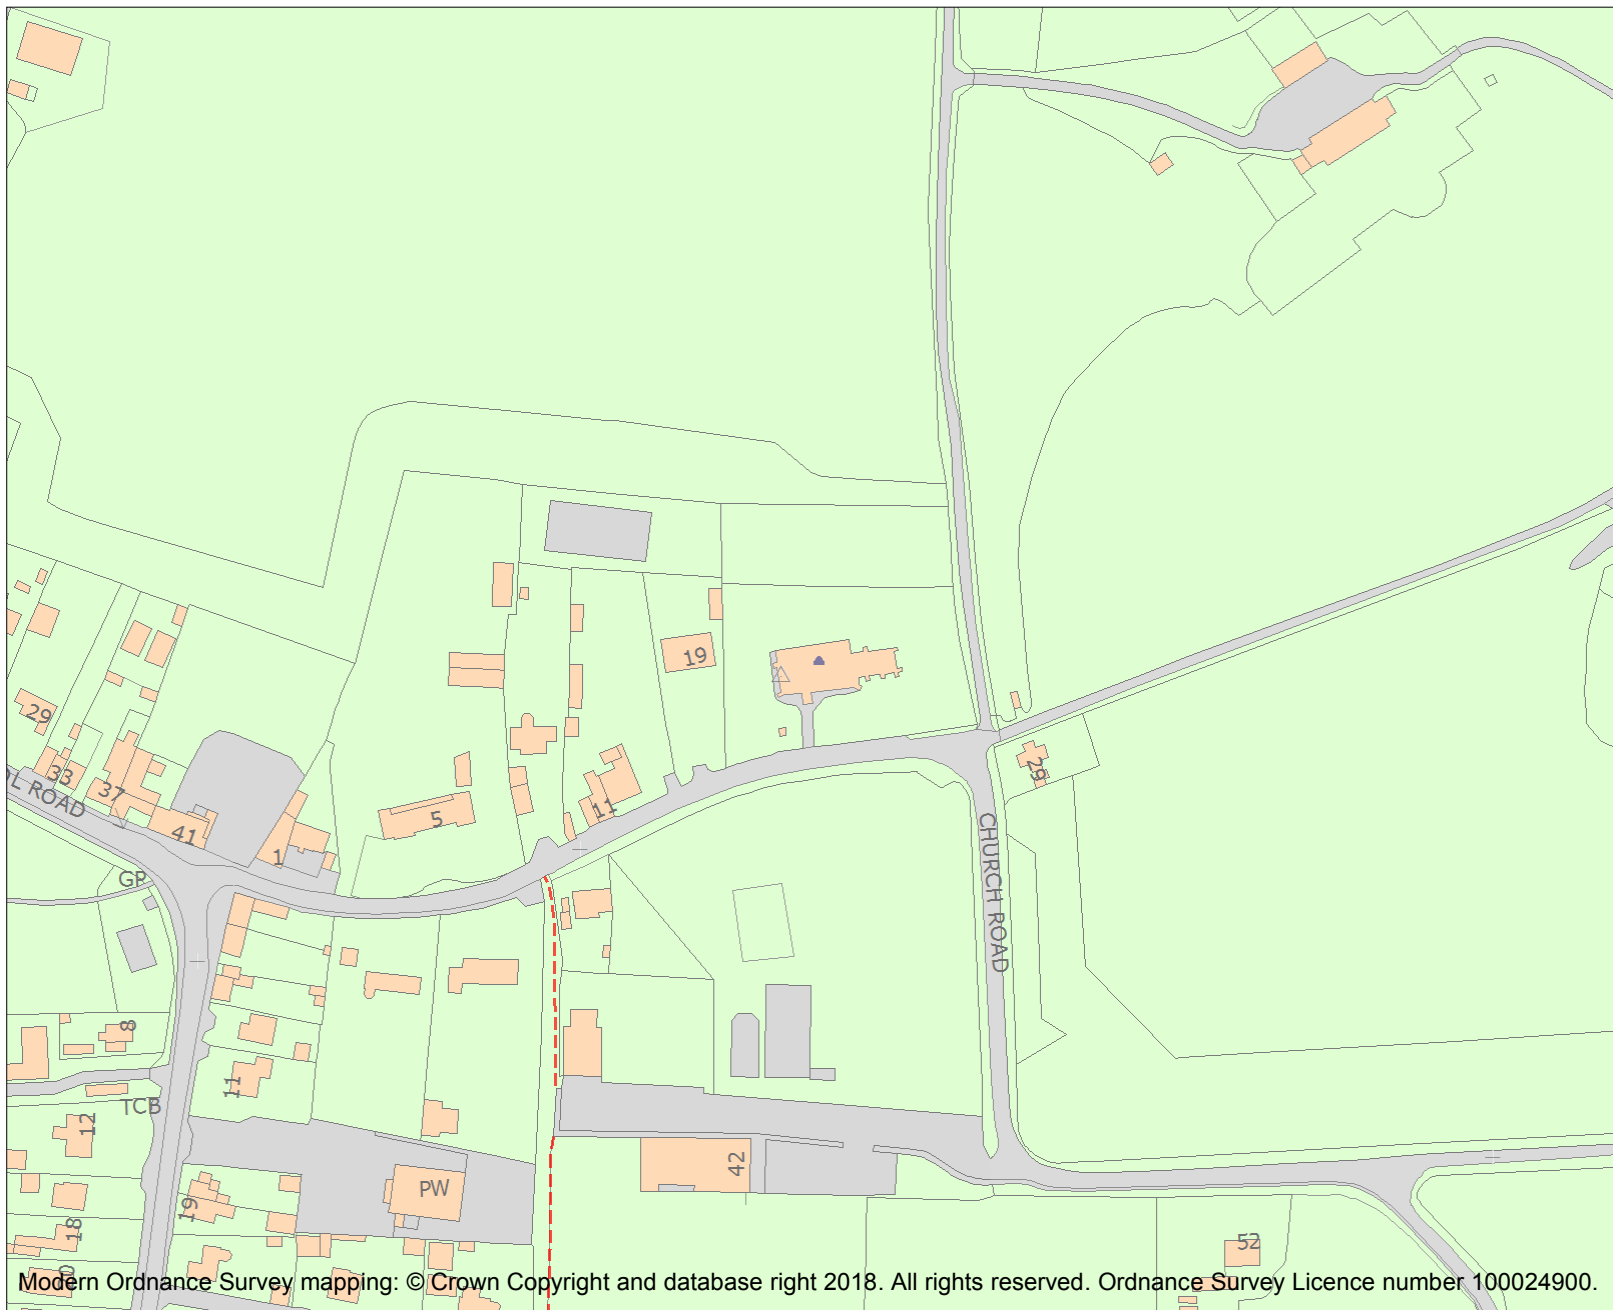 19
29
33
37
OL ROAD
41
1
5
11
29
GP
CHURCH ROAD
8
11
TCB
12
42
PW
19
18
52
Modern Ordnance Survey mapping: © Crown Copyright and database right 2018. All rights reserved. Ordnance Survey Licence number 100024900.